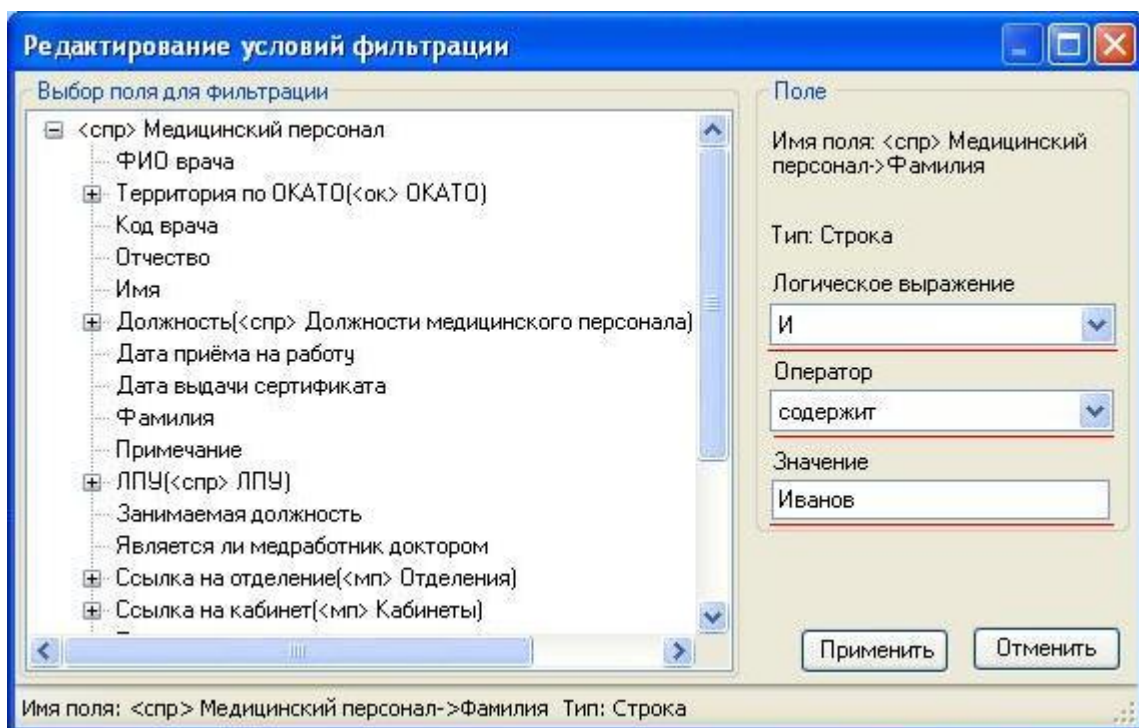 Редактирование условий фильтрации
Выбор поля для фильтрации
<спр> Медицинский персонал
ФИО врача
Территория по ОКАТО(<ок> ОКАТО)
Код врача
Отчество
Имя
Должность(<спр> Должности медицинского персонала)
Дата приёма на работу
Дата выдачи сертификата
Фамилия
Примечание
ЛПУ(<спр> ЛПУ)
Занимаемая должность
Является ли медработник доктором
Ссылка на отделение(<мп> Отделения)
Ссылка на кабинет(<мп> Кабинеты)
Поле
Имя поля: <спр> Медицинский
персонал->Фамилия
Тип: Строка
Логическое выражение
И
Оператор
содержит
Значение
Иванов
Применить
Отменить
Имя поля: <спр> Медицинский персонал->Фамилия Тип: Строка